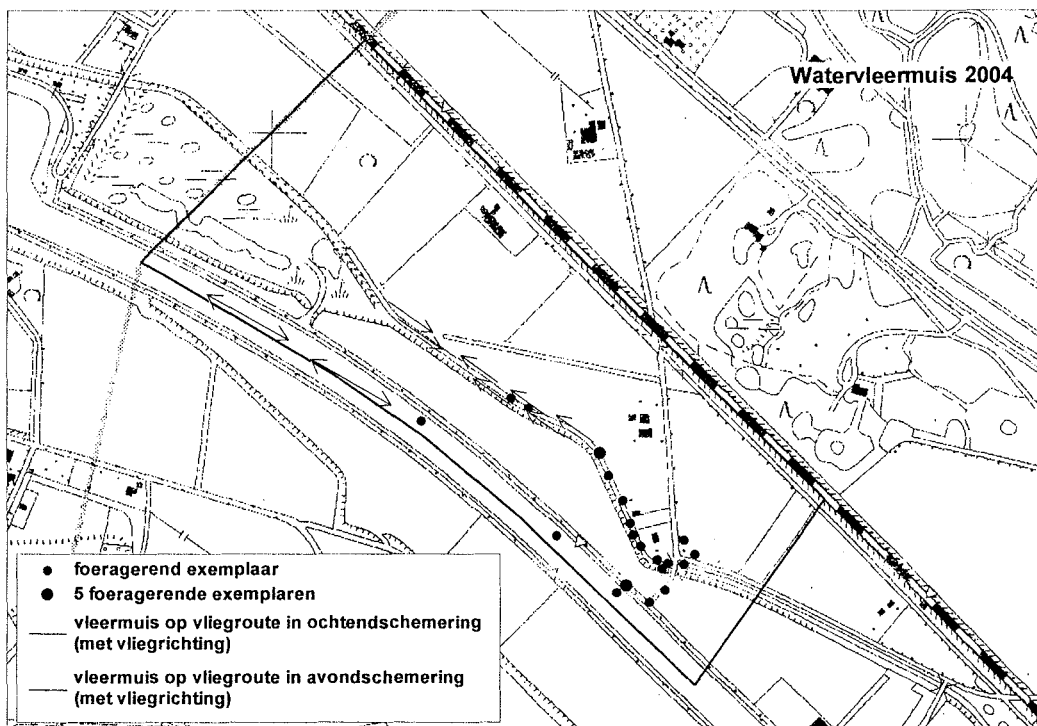 Watervleermuis 2004
foeragerend exemplaar
5 foeragerende exemplaren
vleermuis op vliegroute in ochtendschemering
(met vliegrichting)
vleermuis op vliegroute in avondschemering
(met vliegrichting)